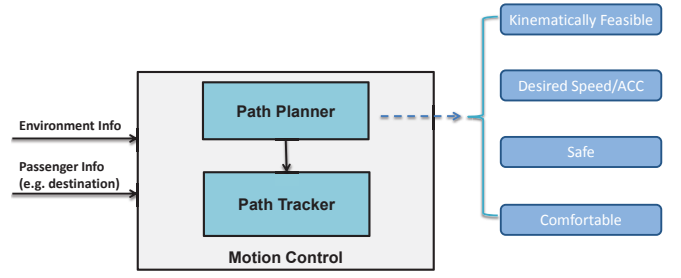 Environment Info
Passenger Info
(e.g. destination)
Path Planner
Path Tracker
Motion Control
Kinematically Feasible
Desired Speed/ACC
Safe
Comfortable